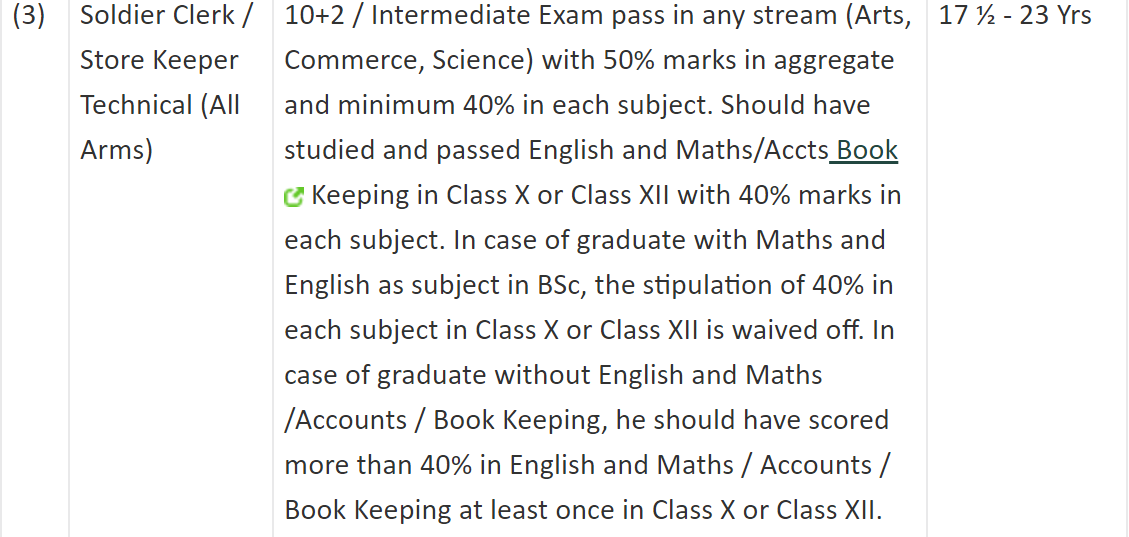 (3) Soldier Clerk / 10+2 / Intermediate Exam pass in any stream (Arts, 17 ½ - 23 Yrs
Store Keeper Commerce, Science) with 50% marks in aggregate
Technical (All and minimum 40% in each subject. Should have
Arms) studied and passed English and Maths/Accts Book
Keeping in Class X or Class XII with 40% marks in
each subject. In case of graduate with Maths and
English as subject in BSc, the stipulation of 40% in
each subject in Class X or Class XII is waived off. In
case of graduate without English and Maths
/Accounts / Book Keeping, he should have scored
more than 40% in English and Maths / Accounts /
Book Keeping at least once in Class X or Class XII.